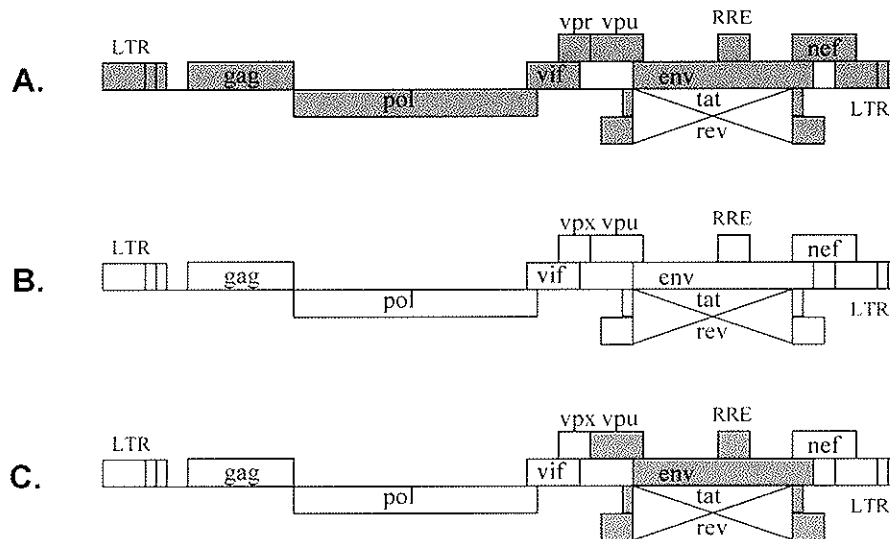 vpr vpu RRE
LTR nef
A. gag vif env
pol tat LTR
rev
vpx vpu RRE
LTR nef
B. gag vif env
pol tat LTR
rev
vpx vpu RRE
LTR nef
C. gag vif env
pol tat LTR
rev